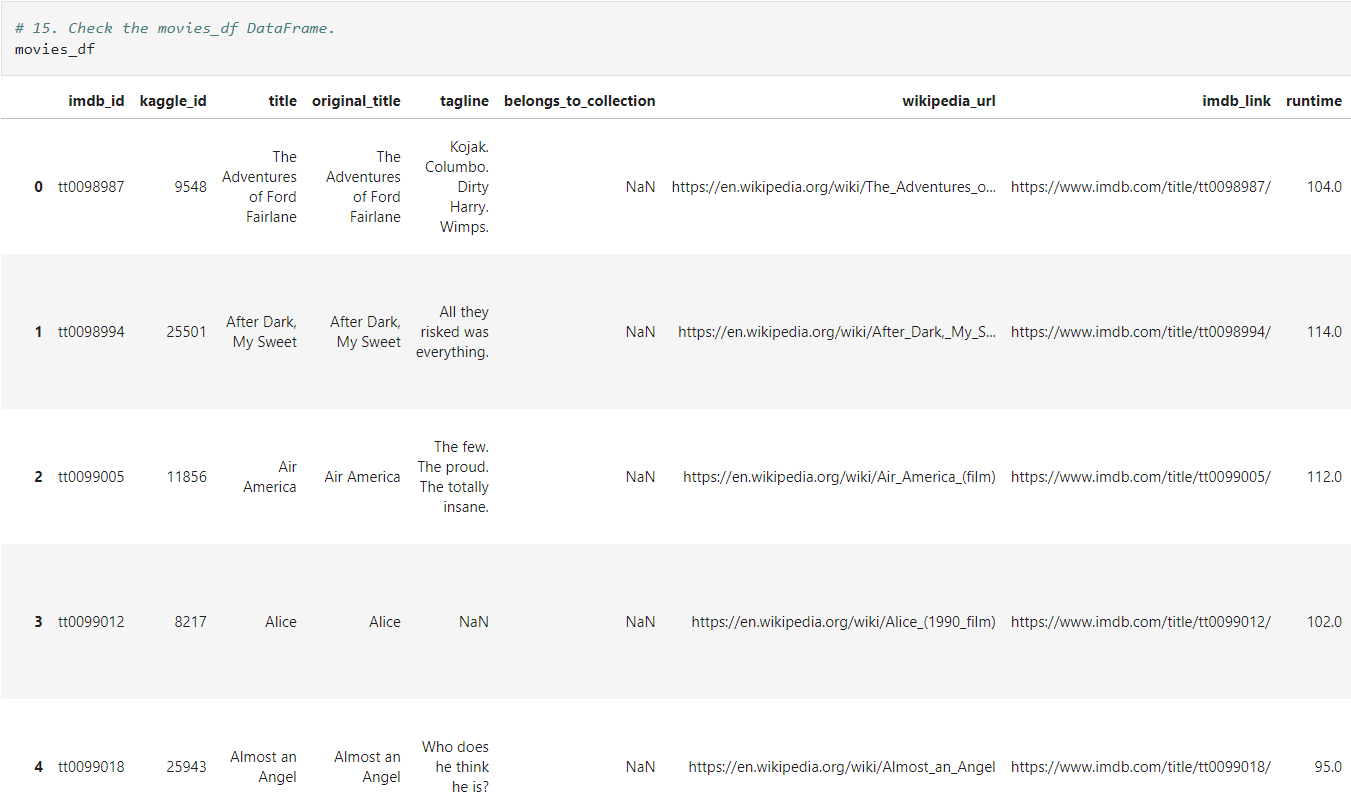 # 15. Check the movies_df DataFrame.
movies_df
imdb_id kaggle_id title original_title tagline belongs_to_collection wikipedia_url imdb_link runtime
0 tt0098987 9548 The Adventures of Ford Fairlane The Adventures of Ford Fairlane Kojak. Columbo. Dirty Harry. Wimps. NaN https://en.wikipedia.org/wiki/The_Adventures_o... https://www.imdb.com/title/tt0098987/ 104.0
1 tt0098994 25501 After Dark, My Sweet After Dark, My Sweet All they risked was everything. NaN https://en.wikipedia.org/wiki/After_Dark,_My_S... https://www.imdb.com/title/tt0098994/ 114.0
2 tt0099005 11856 Air America Air America The few. The proud. The totally insane. NaN https://en.wikipedia.org/wiki/Air_America_(film) https://www.imdb.com/title/tt0099005/ 112.0
3 tt0099012 8217 Alice Alice NaN NaN https://en.wikipedia.org/wiki/Alice_(1990_film) https://www.imdb.com/title/tt0099012/ 102.0
4 tt0099018 25943 Almost an Angel Almost an Angel Who does he think he is? NaN https://en.wikipedia.org/wiki/Almost_an_Angel https://www.imdb.com/title/tt0099018/ 95.0